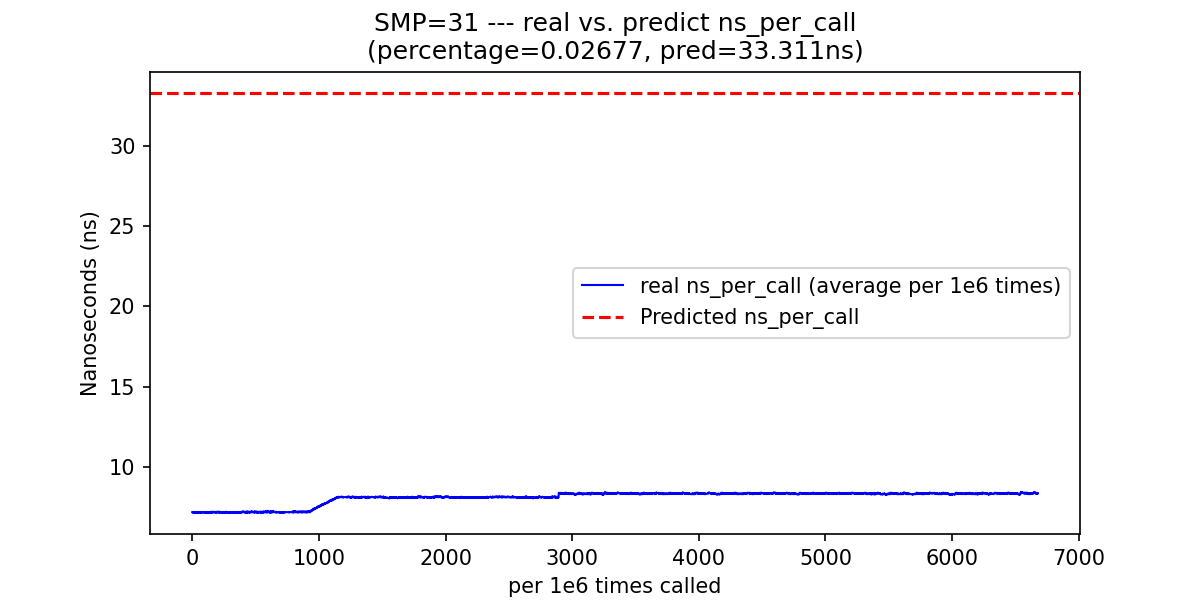 SMP=31 --- real vs. predict ns_per_call
(percentage=0.02677, pred=33.311ns)
Nanoseconds (ns)
30
25
20
15
10
real ns_per_call (average per 1e6 times)
Predicted ns_per_call
0 1000 2000 3000 4000 5000 6000 7000
per 1e6 times called